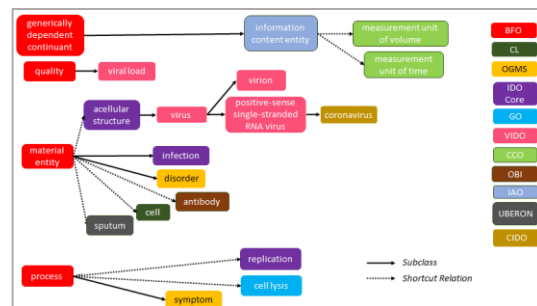 generically
dependent
continuant
information
content entity
measurement unit
of volume
measurement
unit of time
quality
viral load
virion
acellular
structure
virus
positive-sense
single-stranded
RNA virus
coronavirus
material
entity
infection
disorder
antibody
cell
sputum
process
replication
cell lysis
symptom
BFO
CL
OGMS
IDO
Core
GO
VIDO
CCO
OBI
IAO
UBERON
CIDO
Subclass
Shortcut Relation